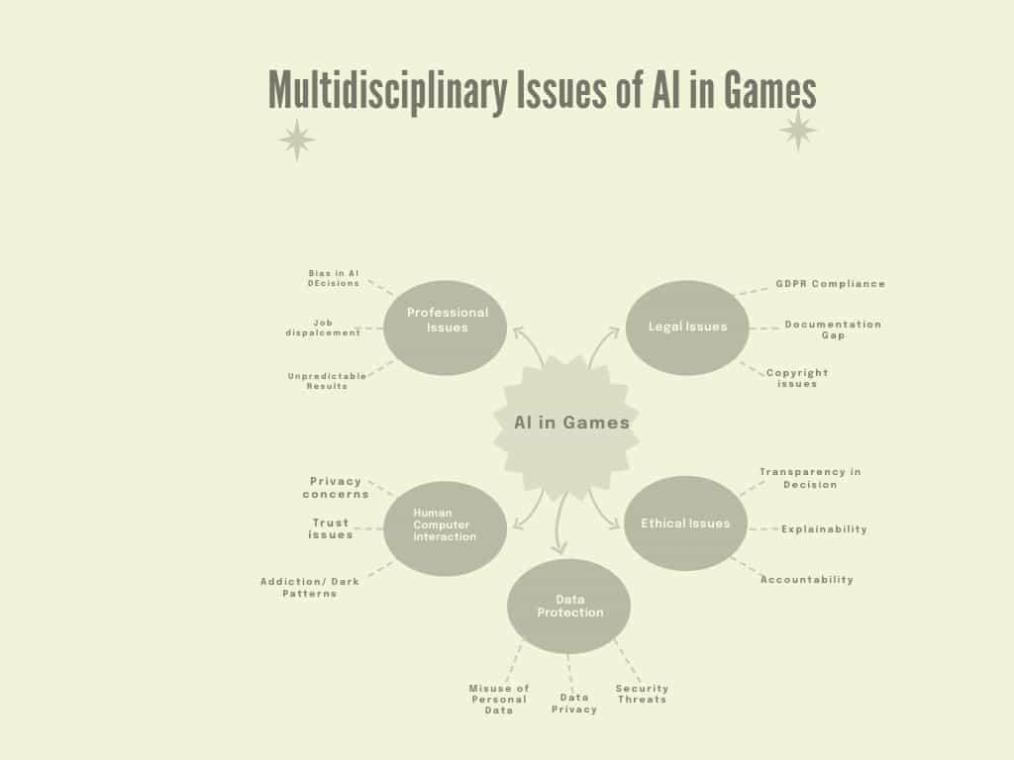 Multidisciplinary Issues of AI in Games
Bias in AI
DEcisions
Job
dispalcement
Unpredictable
Results
Professional
Issues
Legal Issues
GDPR Compliance
Documentation
Gap
Copyright
issues
AI in Games
Privacy
concerns
Trust
issues
Addiction/ Dark
Patterns
Human
Computer
Interaction
Ethical Issues
Transparency in
Decision
Explainability
Accountability
Data
Protection
Misuse of
Personal
Data
Data
Privacy
Security
Threats